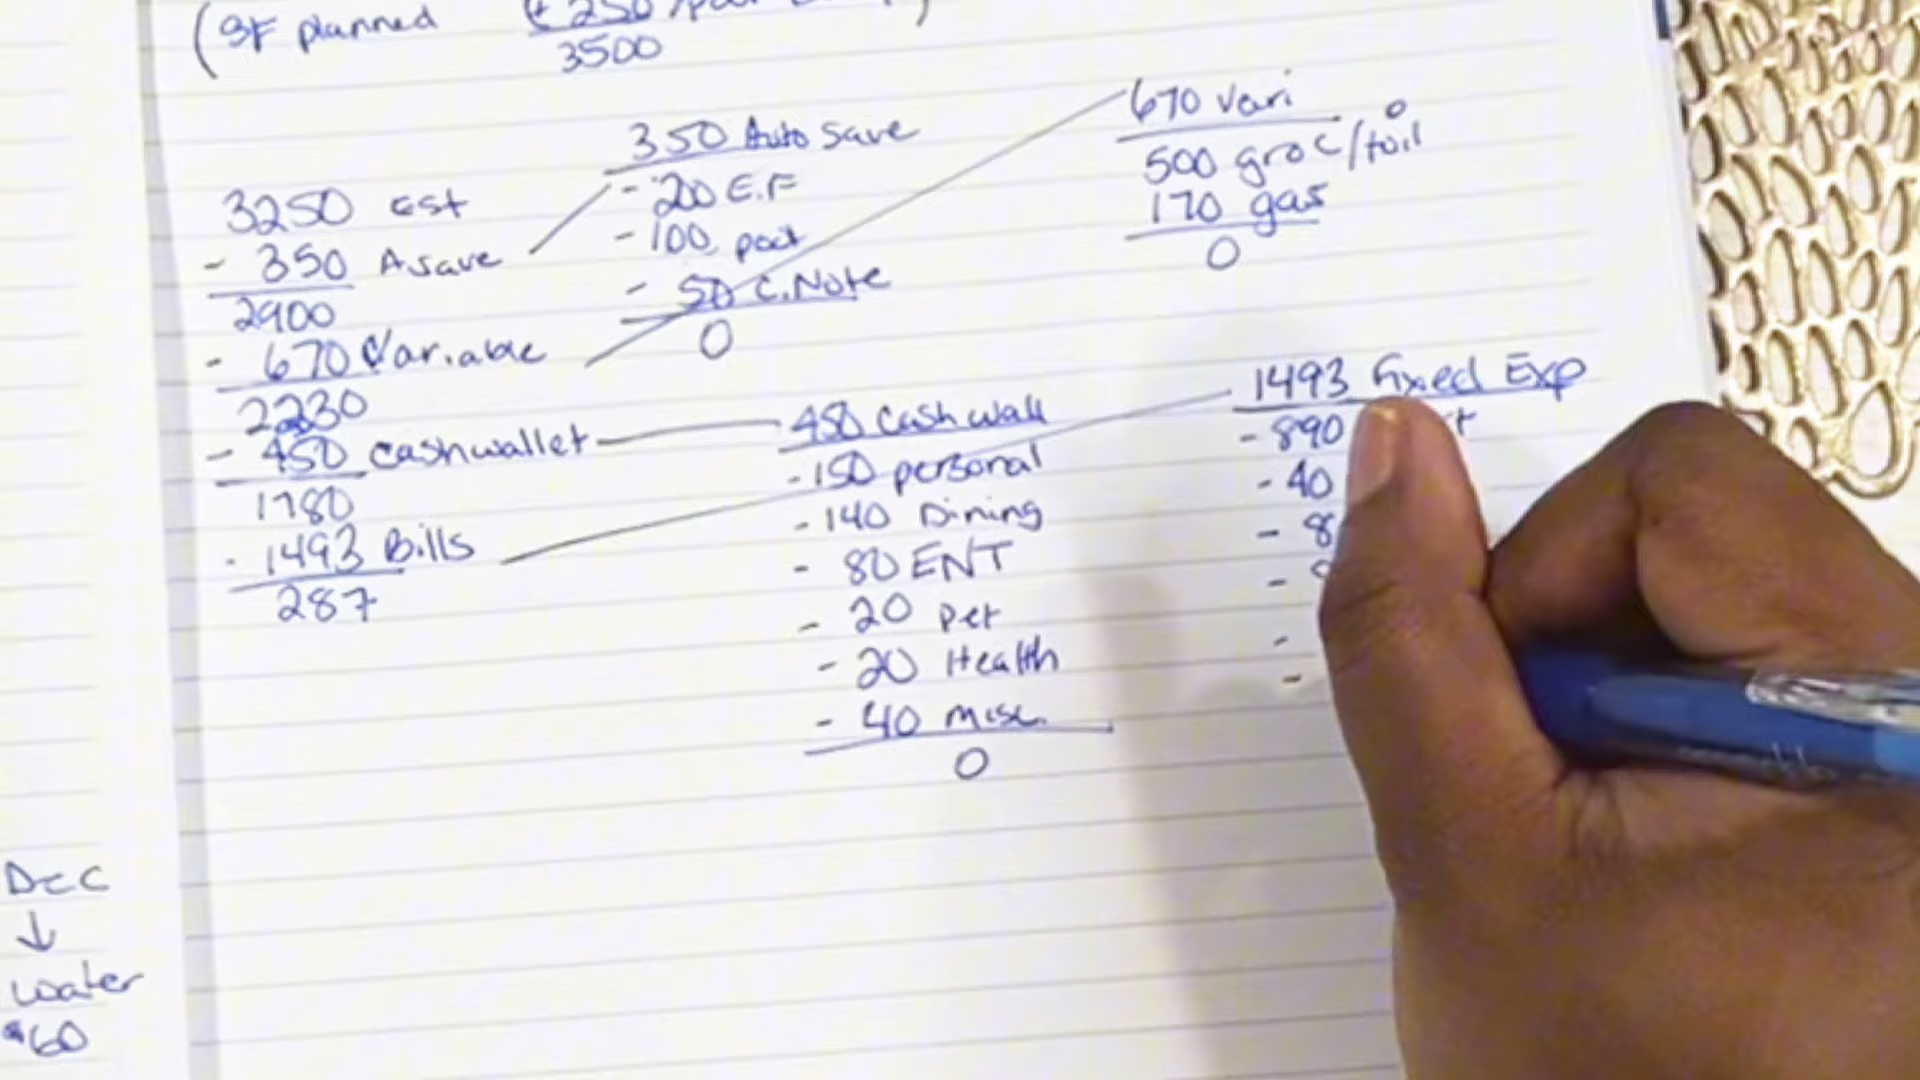 (SF planned
3500
3250 Est
- 350 A.save
2900
- 670 Variable
2230
- 450 cashwallet
1780
- 1493 Bills
287
350 Auto save
- 200 E.F
- 100
- 50 C.Note
0
670 Vari
500 groc/toil
170 gas
0
450 Cash wall
- 150 personal
- 140 Dining
- 80 ENT
- 20 Pet
- 20 Health
- 40 misc.
0
1493 Fixed Exp
- 890
- 40
- 8
-
-
-
Dec
↓
water
$60